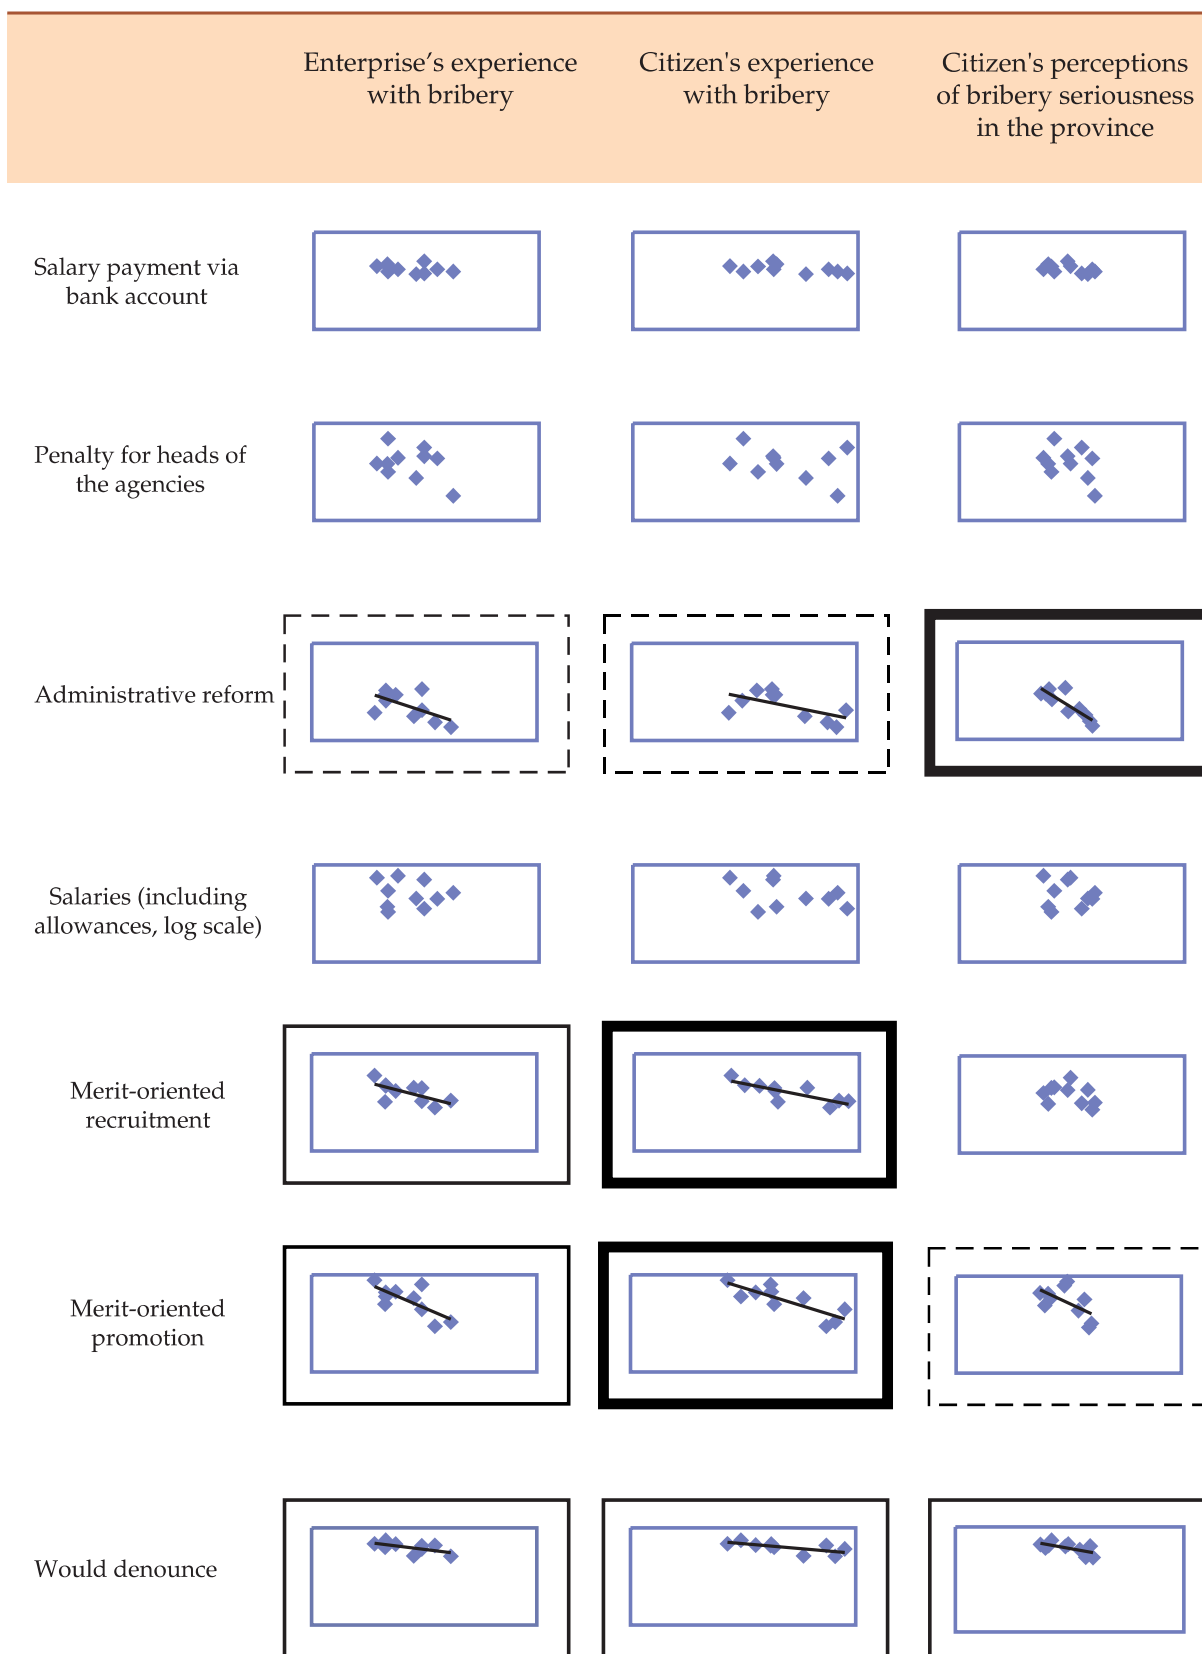 Enterprise’s experience
with bribery
Citizen's experience
with bribery
Citizen's perceptions
of bribery seriousness
in the province
Salary payment via
bank account
Penalty for heads of
the agencies
Administrative reform
Salaries (including
allowances, log scale)
Merit-oriented
recruitment
Merit-oriented
promotion
Would denounce